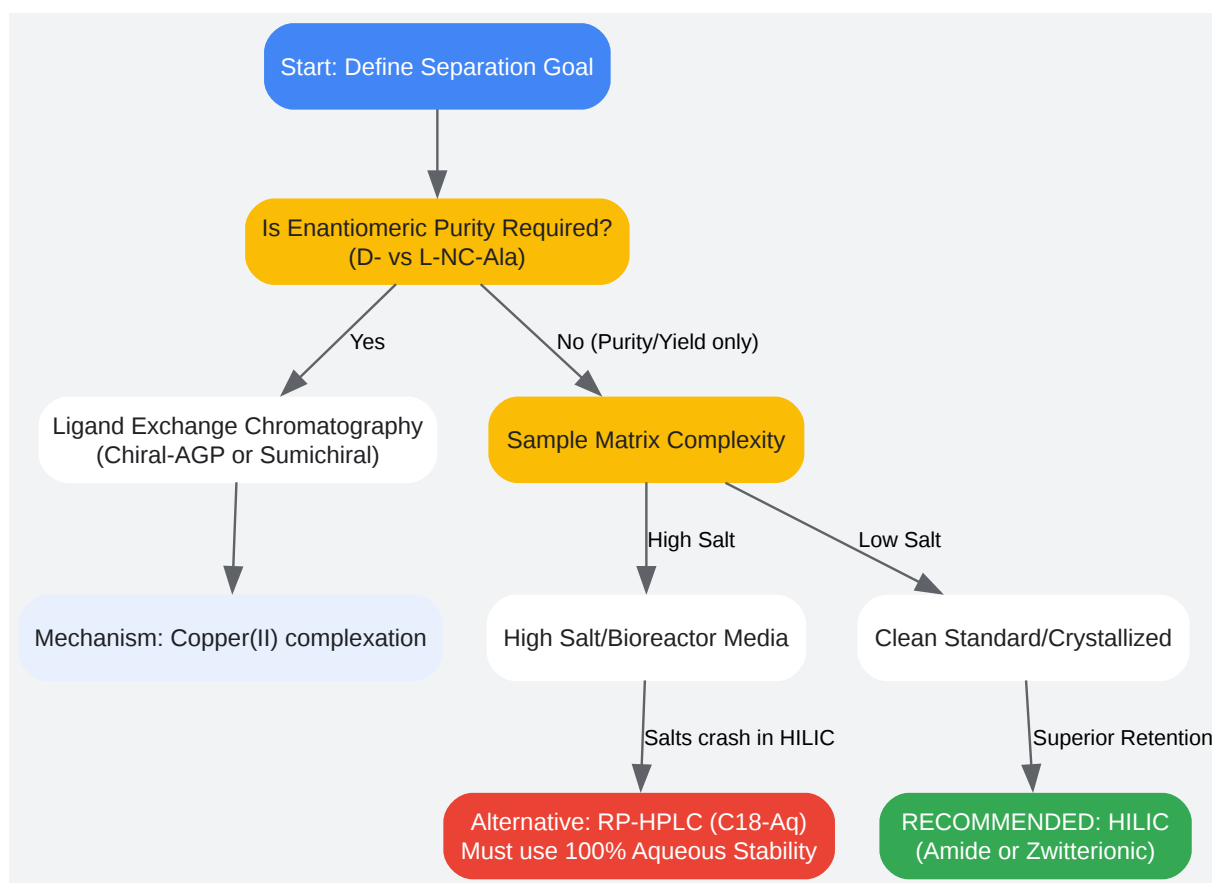 Start: Define Separation Goal
Is Enantiomeric Purity Required?
(D- vs L-NC-Ala)
Yes
No (Purity/Yield only)
Ligand Exchange Chromatography
(Chiral-AGP or Sumichiral)
Sample Matrix Complexity
High Salt
Low Salt
Mechanism: Copper(II) complexation
High Salt/Bioreactor Media
Clean Standard/Crystallized
Salts crash in HILIC
Superior Retention
Alternative: RP-HPLC (C18-Aq)
Must use 100% Aqueous Stability
RECOMMENDED: HILIC
(Amide or Zwitterionic)